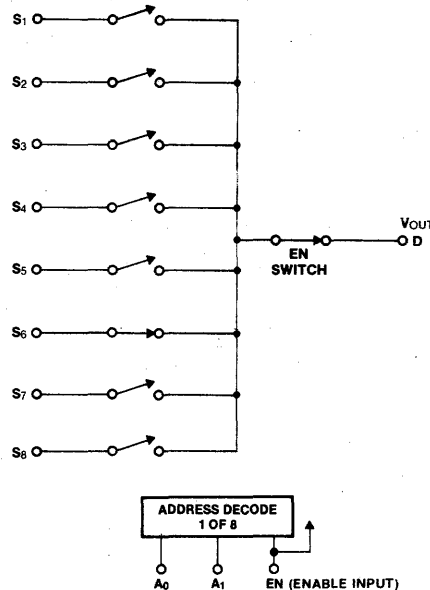 S1
S2
S3
S4
VOUT
D
EN
SWITCH
S5
S6
S7
S8
ADDRESS DECODE
1 OF 8
A0 A1 EN (ENABLE INPUT)